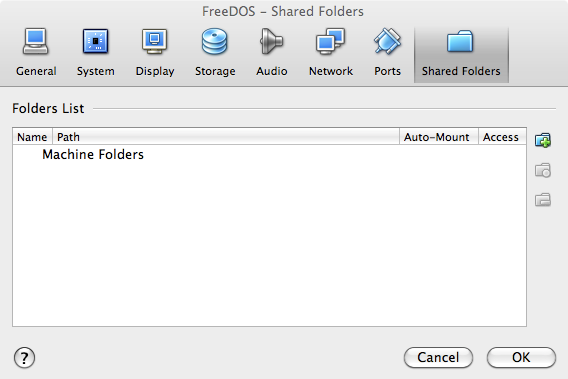 FreeDOS – Shared Folders
General System Display Storage Audio Network Ports Shared Folders
Folders List
Name Path Auto-Mount Access
Machine Folders
? Cancel OK